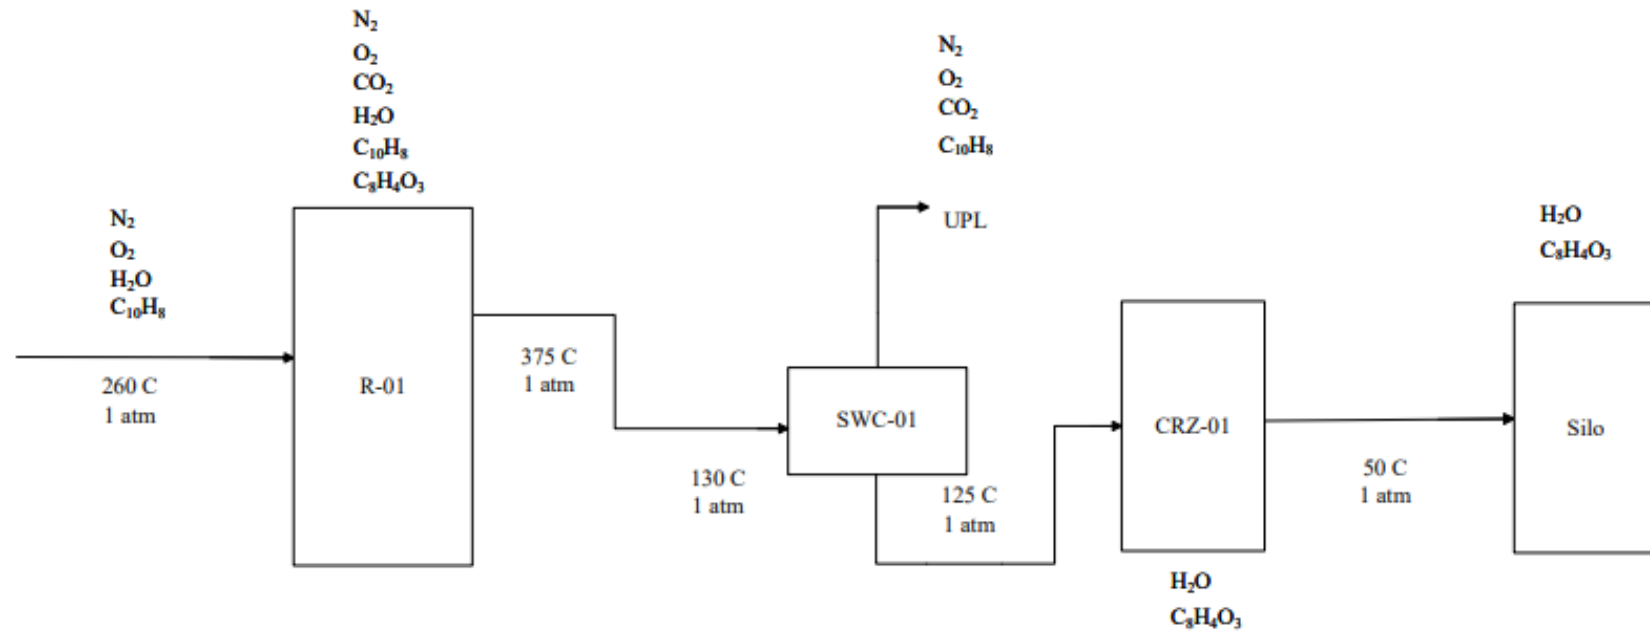 N₂
O₂
H₂O
C₁₀H₈
260 C
1 atm
N₂
O₂
CO₂
H₂O
C₁₀H₈
C₈H₄O₃
R-01
375 C
1 atm
130 C
1 atm
N₂
O₂
CO₂
C₁₀H₈
UPL
SWC-01
125 C
1 atm
CRZ-01
H₂O
C₈H₄O₃
50 C
1 atm
H₂O
C₈H₄O₃
Silo